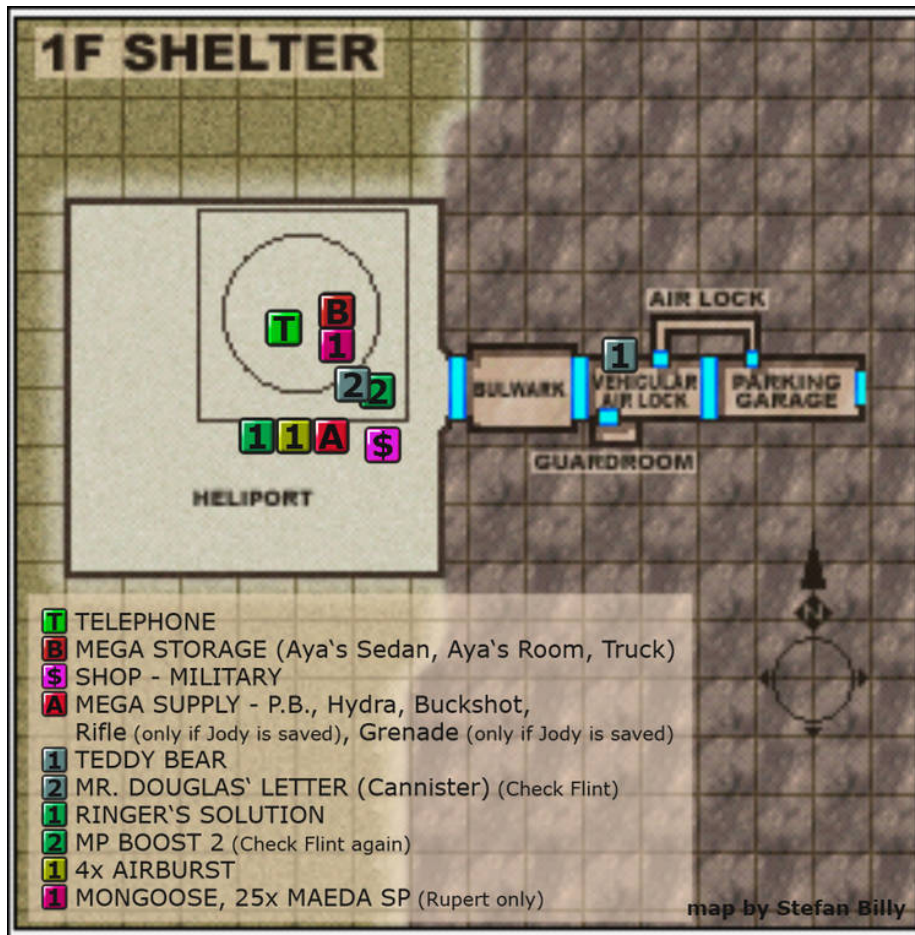 1F SHELTER
AIR LOCK
T
B
1
1
2
2
BULWARK
VEHICULAR
AIR LOCK
PARKING
GARAGE
1
1
A
$
GUARDROOM
HELIPORT
N
T TELEPHONE
B MEGA STORAGE (Aya's Sedan, Aya's Room, Truck)
$ SHOP - MILITARY
A MEGA SUPPLY - P.B., Hydra, Buckshot,
Rifle (only if Jody is saved), Grenade (only if Jody is saved)
1 TEDDY BEAR
2 MR. DOUGLAS' LETTER (Cannister) (Check Flint)
1 RINGER'S SOLUTION
2 MP BOOST 2 (Check Flint again)
1 4x AIRBURST
1 MONGOOSE, 25x MAEDA SP (Rupert only)
map by Stefan Billy